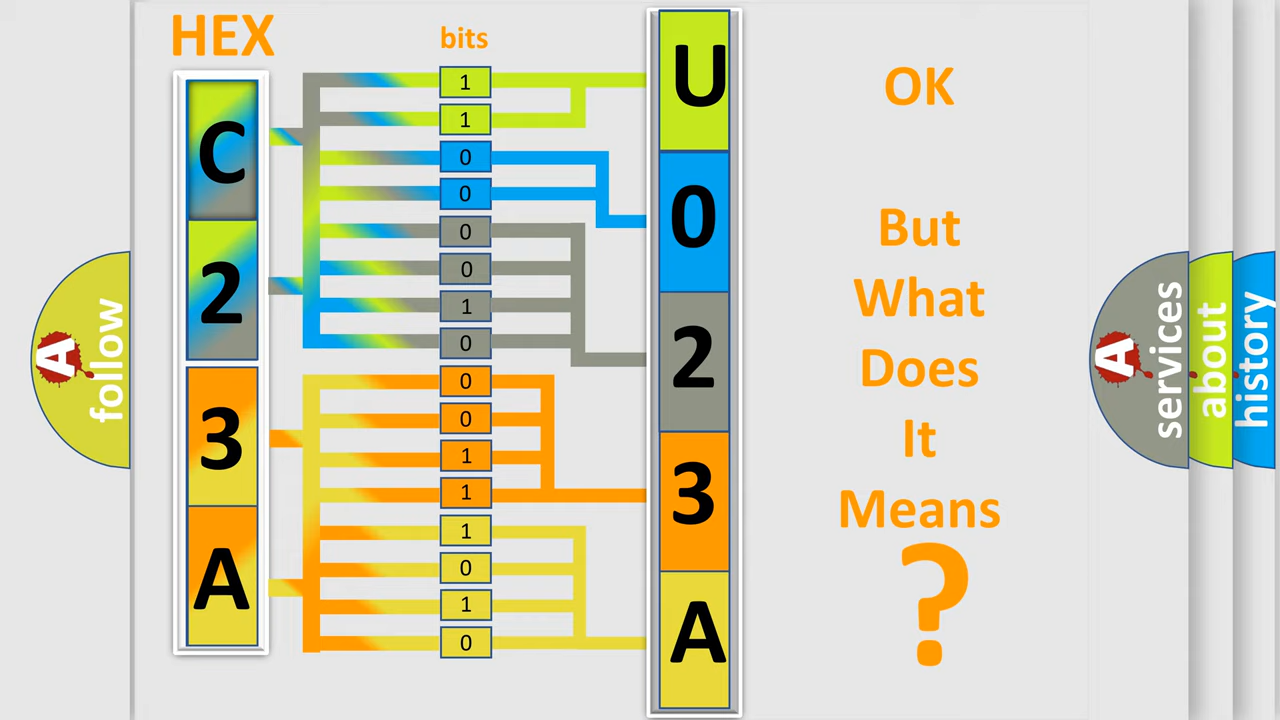 HEX
bits
C
2
3
A
1
1
0
0
0
0
1
0
0
0
1
1
1
0
1
0
U
0
2
3
A
OK
But
What
Does
It
Means
?
A
follow
A
services
about
history